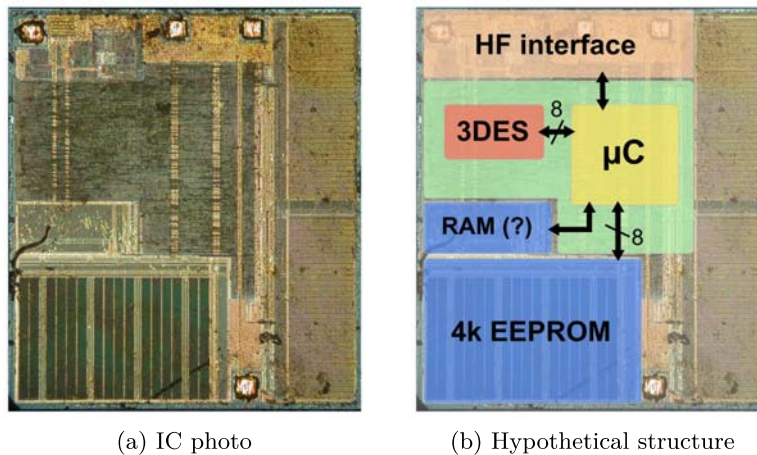 HF interface
8
3DES
µC
RAM (?)
8
4k EEPROM
(a) IC photo
(b) Hypothetical structure